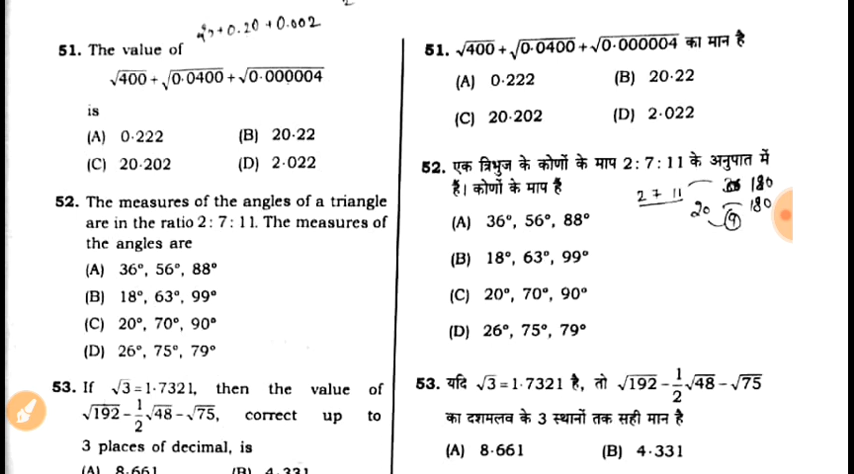 +0.20 +0.002
51. The value of
√400 + √0·0400 + √0·000004
is
(A) 0·222 (B) 20·22
(C) 20·202 (D) 2·022
52. The measures of the angles of a triangle
are in the ratio 2 : 7 : 11. The measures of
the angles are
(A) 36°, 56°, 88°
(B) 18°, 63°, 99°
(C) 20°, 70°, 90°
(D) 26°, 75°, 79°
53. If √3 = 1·7321, then the value of
√192 − 1/2 √48 − √75, correct up to
3 places of decimal, is
(A) 8·661 (B) 4·331
51. √400 + √0·0400 + √0·000004 का मान है
(A) 0·222 (B) 20·22
(C) 20·202 (D) 2·022
52. एक त्रिभुज के कोणों के माप 2 : 7 : 11 के अनुपात में
हैं। कोणों के माप हैं
2 7 11 180
20 9 180
(A) 36°, 56°, 88°
(B) 18°, 63°, 99°
(C) 20°, 70°, 90°
(D) 26°, 75°, 79°
53. यदि √3 = 1·7321 है, तो √192 − 1/2 √48 − √75
का दशमलव के 3 स्थानों तक सही मान है
(A) 8·661 (B) 4·331